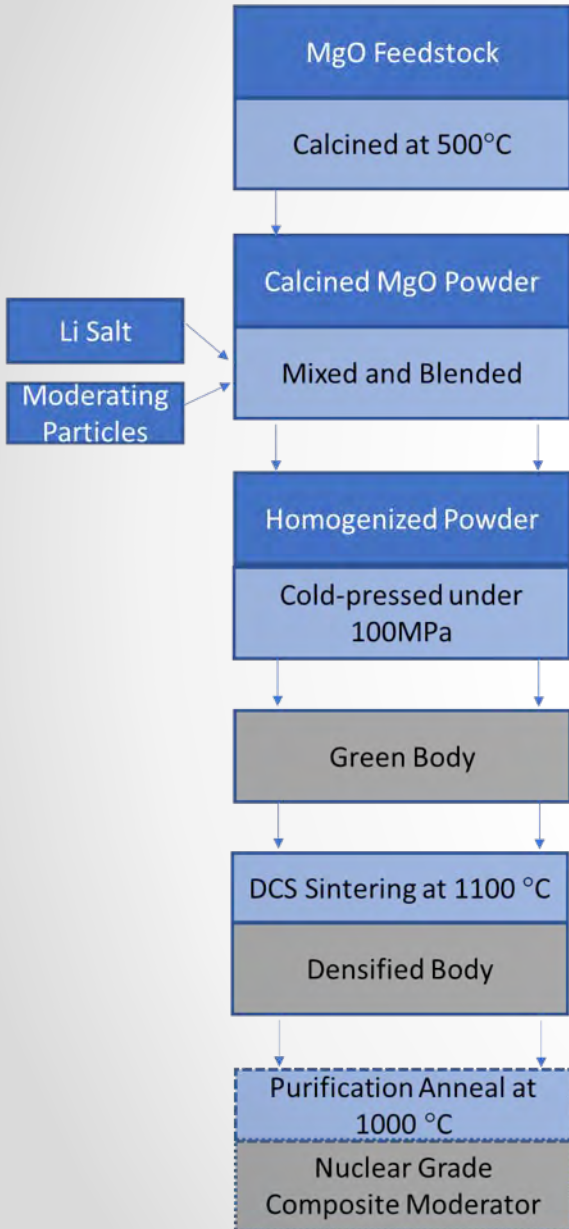 MgO Feedstock
Calcined at 500°C
Calcined MgO Powder
Li Salt
Mixed and Blended
Moderating
Particles
Homogenized Powder
Cold-pressed under
100MPa
Green Body
DCS Sintering at 1100 °C
Densified Body
Purification Anneal at
1000 °C
Nuclear Grade
Composite Moderator